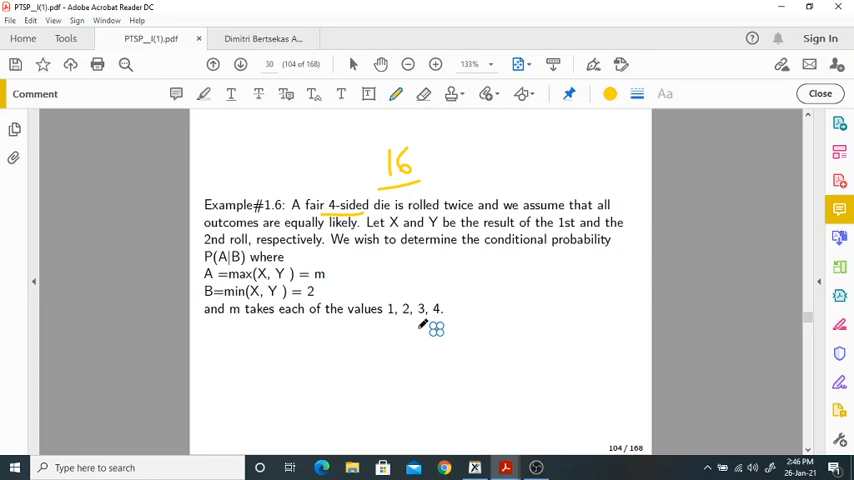 PTSP__I(1).pdf - Adobe Acrobat Reader DC
File Edit View Sign Window Help
Home Tools PTSP__I(1).pdf × Dimitri Bertsekas A... Sign In
30 (104 of 168) 133%
Comment Aa Close
16
Example#1.6: A fair 4-sided die is rolled twice and we assume that all
outcomes are equally likely. Let X and Y be the result of the 1st and the
2nd roll, respectively. We wish to determine the conditional probability
P(A|B) where
A =max(X, Y ) = m
B=min(X, Y ) = 2
and m takes each of the values 1, 2, 3, 4.
104 / 168
Type here to search
2:46 PM
26-Jan-21